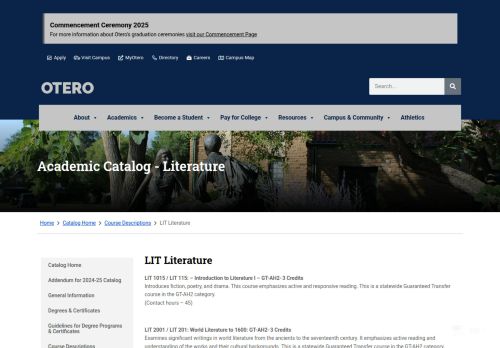 Commencement Ceremony 2025
For more information about Otero's graduation ceremonies visit our Commencement Page
Apply Visit Campus MyOtero Directory Careers Campus Map
OTERO
Search...
About Academics Become a Student Pay for College Resources Campus & Community Athletics
Academic Catalog - Literature
Home Catalog Home Course Descriptions LIT Literature
Catalog Home
Addendum for 2024-25 Catalog
General Information
Degrees & Certificates
Guidelines for Degree Programs
& Certificates
Course Descriptions
LIT Literature
LIT 1015 / LIT 115: – Introduction to Literature I – GT-AH2- 3 Credits
Introduces fiction, poetry, and drama. This course emphasizes active and responsive reading. This is a statewide Guaranteed Transfer
course in the GT-AH2 category.
(Contact hours – 45)
LIT 2001 / LIT 201: World Literature to 1600: GT-AH2- 3 Credits
Examines significant writings in world literature from the ancients to the seventeenth century. It emphasizes active reading and
understanding of the works and their cultural backgrounds. This is a statewide Guaranteed Transfer course in the GT-AH2 category.